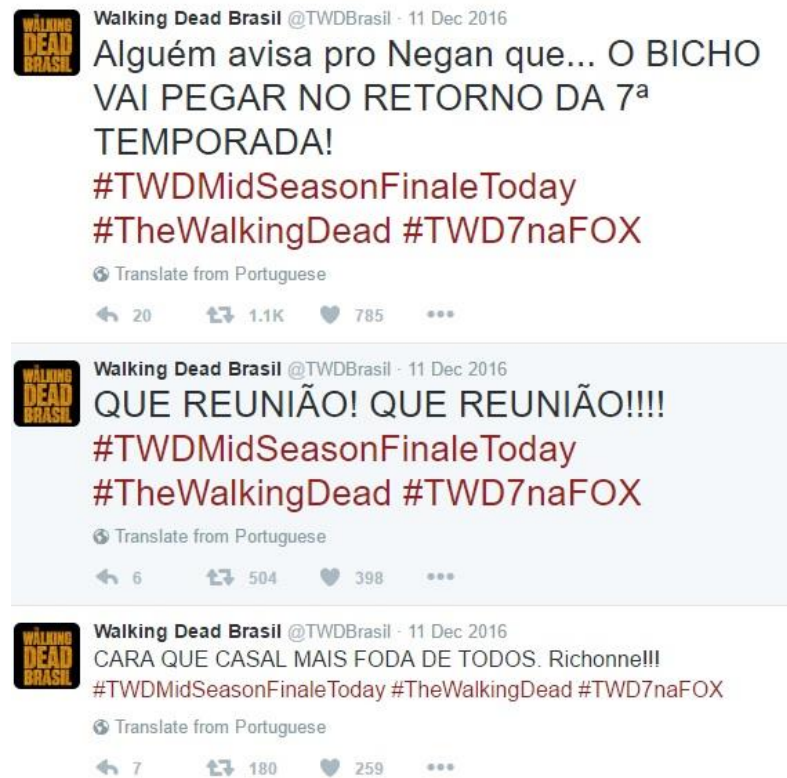 WALKING DEAD BRASIL
Walking Dead Brasil @TWDBrasil · 11 Dec 2016
Alguém avisa pro Negan que... O BICHO
VAI PEGAR NO RETORNO DA 7ª
TEMPORADA!
#TWDMidSeasonFinaleToday
#TheWalkingDead #TWD7naFOX
Translate from Portuguese
20 1.1K 785
WALKING DEAD BRASIL
Walking Dead Brasil @TWDBrasil · 11 Dec 2016
QUE REUNIÃO! QUE REUNIÃO!!!!
#TWDMidSeasonFinaleToday
#TheWalkingDead #TWD7naFOX
Translate from Portuguese
6 504 398
WALKING DEAD BRASIL
Walking Dead Brasil @TWDBrasil · 11 Dec 2016
CARA QUE CASAL MAIS FODA DE TODOS. Richonne!!!
#TWDMidSeasonFinaleToday #TheWalkingDead #TWD7naFOX
Translate from Portuguese
7 180 259